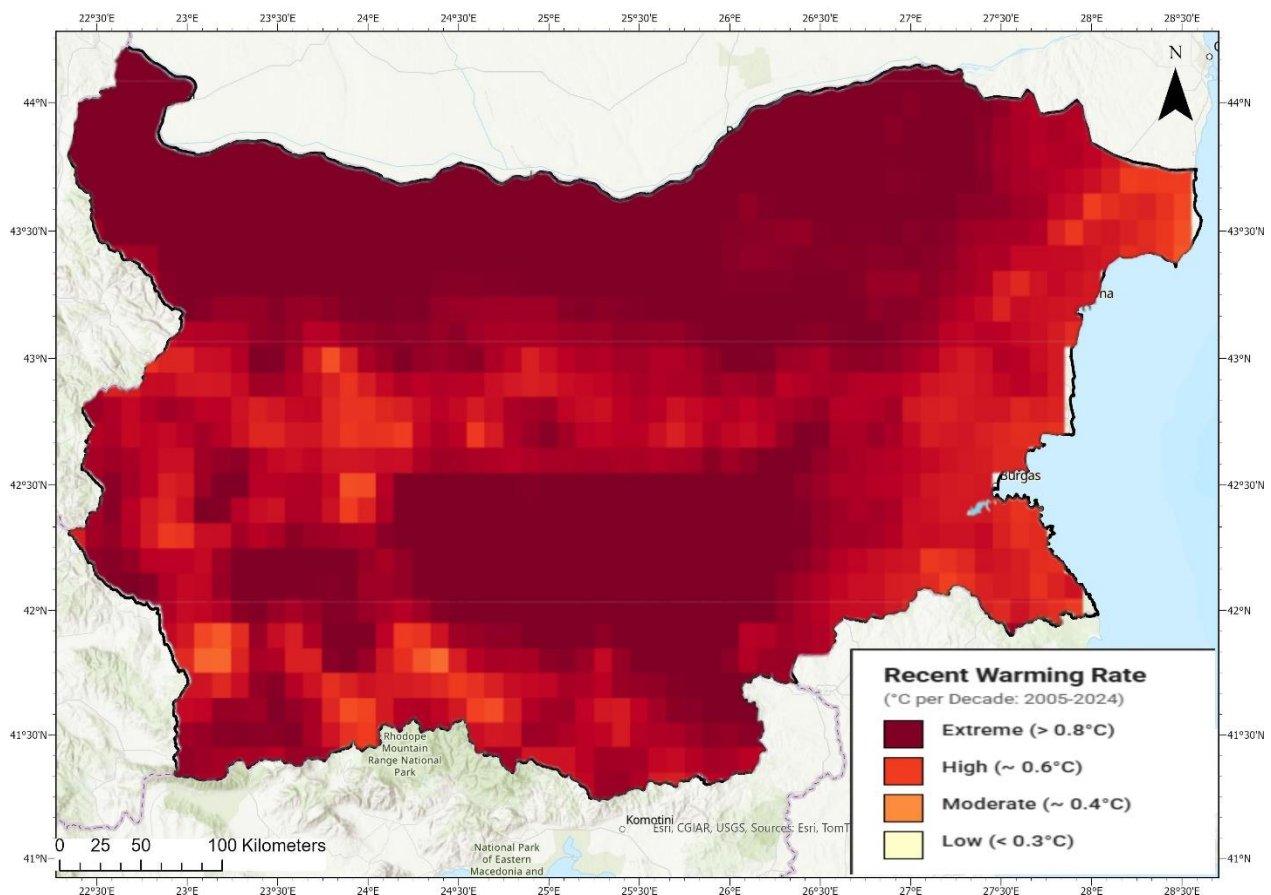 22°30'E 23°E 23°30'E 24°E 24°30'E 25°E 25°30'E 26°E 26°30'E 27°E 27°30'E 28°E 28°30'E
N
44°N 44°N
43°30'N 43°30'N
na
43°N 43°N
42°30'N 42°30'N
Burgas
42°N 42°N
41°30'N 41°30'N
41°N 41°N
Rhodope
Mountain
Range National
Park
Komotini
Esri, CGIAR, USGS, Sources: Esri, TomT
National Park
of Eastern
Macedonia and
0 25 50 100 Kilometers
Recent Warming Rate
(°C per Decade: 2005-2024)
Extreme (> 0.8°C)
High (~ 0.6°C)
Moderate (~ 0.4°C)
Low (< 0.3°C)
22°30'E 23°E 23°30'E 24°E 24°30'E 25°E 25°30'E 26°E 26°30'E 27°E 27°30'E 28°E 28°30'E